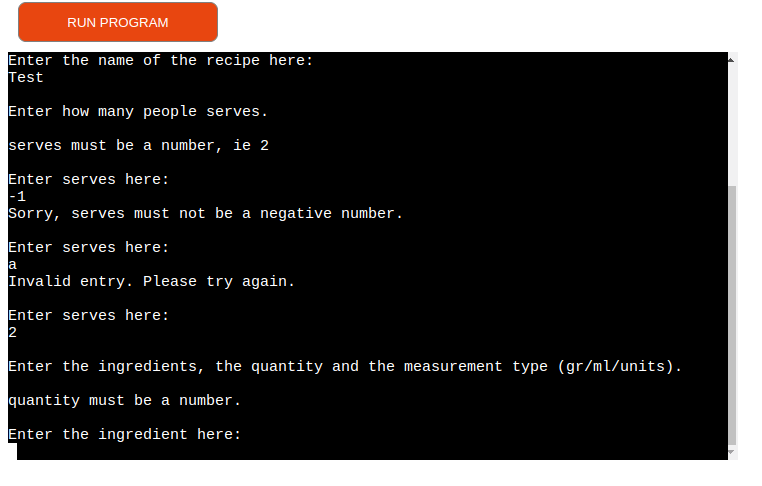 RUN PROGRAM
Enter the name of the recipe here:
Test
Enter how many people serves.
serves must be a number, ie 2
Enter serves here:
-1
Sorry, serves must not be a negative number.
Enter serves here:
a
Invalid entry. Please try again.
Enter serves here:
2
Enter the ingredients, the quantity and the measurement type (gr/ml/units).
quantity must be a number.
Enter the ingredient here: